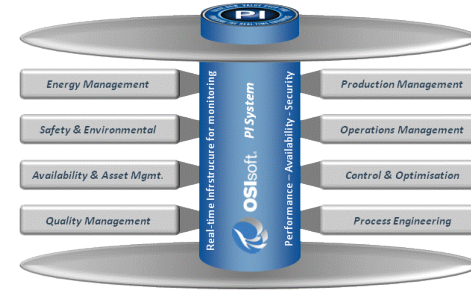 PI
Energy Management
Safety & Environmental
Availability & Asset Mgmt.
Quality Management
Real-time Infrstrucure for monitoring
OSIsoft. PI System
Performance – Availability - Security
Production Management
Operations Management
Control & Optimisation
Process Engineering